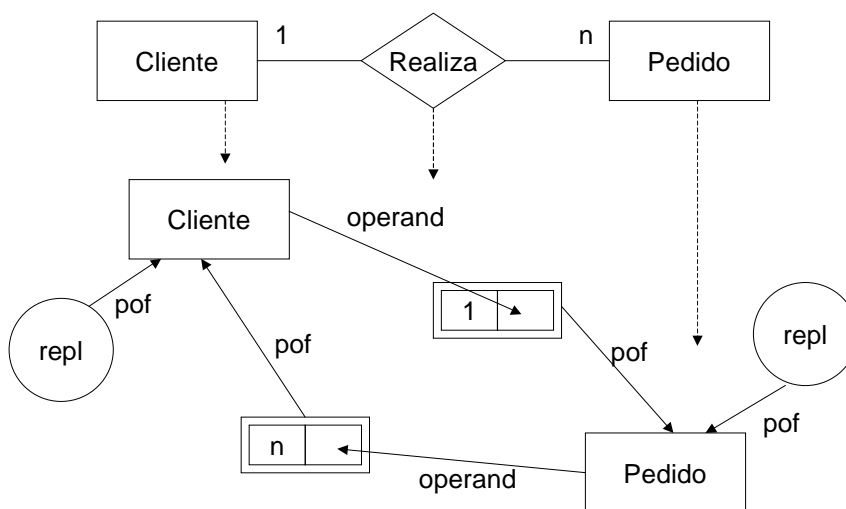 1
n
Cliente
Realiza
Pedido
Cliente
operand
pof
1
repl
pof
repl
pof
n
pof
operand
Pedido